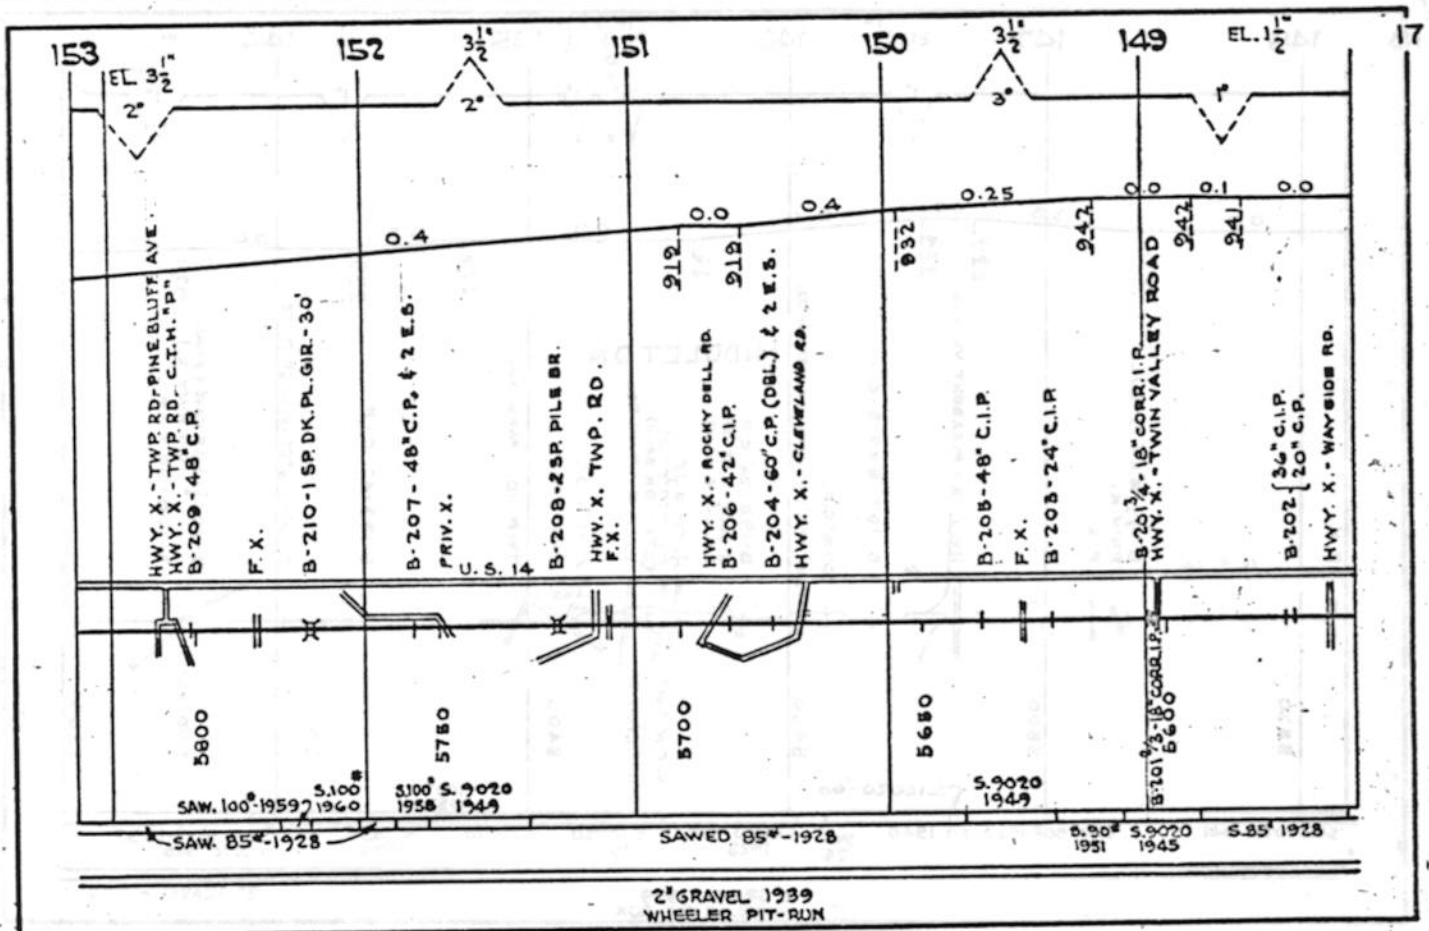 153
152
151
150
149
17
EL. 3½"
3½"
3½"
EL. 1½"
2°
2°
3°
1°
0.4
0.0
0.4
0.25
0.0
0.1
0.0
919
919
932
942
942
941
HWY. X. - TWP. RD. - PINE BLUFF AVE.
HWY. X. - TWP. RD. - C.T.H. "P"
B-209-48" C.P.
F. X.
B-210-1 SP. DK. PL. GIR. - 30'
B-207-48" C.P. & 2 E.S.
PRIV. X.
B-208-2 SP. PILE BR.
HWY. X. TWP. RD.
F. X.
HWY. X. - ROCKY DELL RD.
B-206-42" C.I.P.
B-204-60" C.P. (DBL.) & 2 E.S.
HWY X. - CLEVELAND RD.
B-205-48" C.I.P.
F. X.
B-203-24" C.I.P.
B-201 3/4-18" CORR. I. P.
HWY. X. - TWIN VALLEY ROAD
B-202 { 36" C.I.P.
20" C.P.
HWY. X. - WAYSIDE RD.
U. S. 14
5800
5750
5700
5650
B-201 2/3-18" CORR. I. P.
5600
SAW. 100#-1959
S. 100#
1960
S. 100#
1958
S. 9020
1949
S. 9020
1949
SAW. 85#-1928
SAWED 85#-1928
S. 90#
1951
S. 9020
1945
S. 85# 1928
2" GRAVEL 1939
WHEELER PIT-RUN